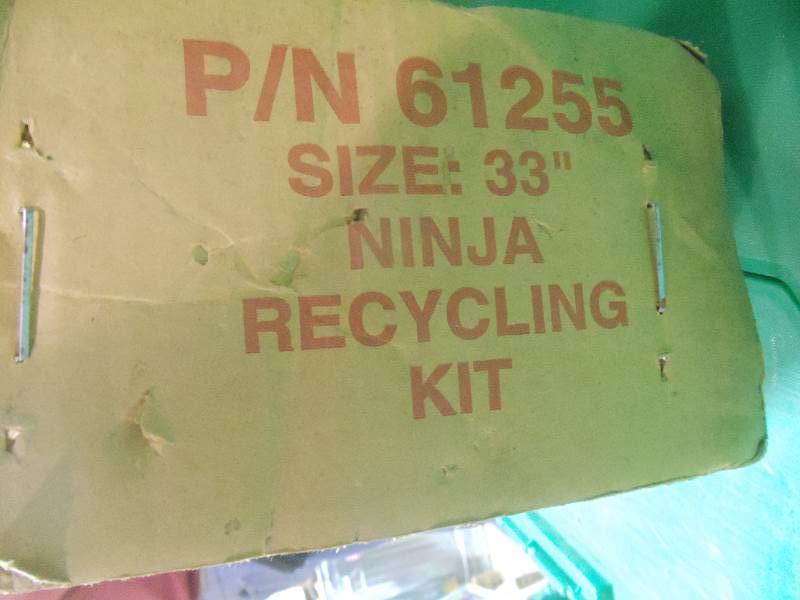 P/N 61255
SIZE: 33"
NINJA
RECYCLING
KIT